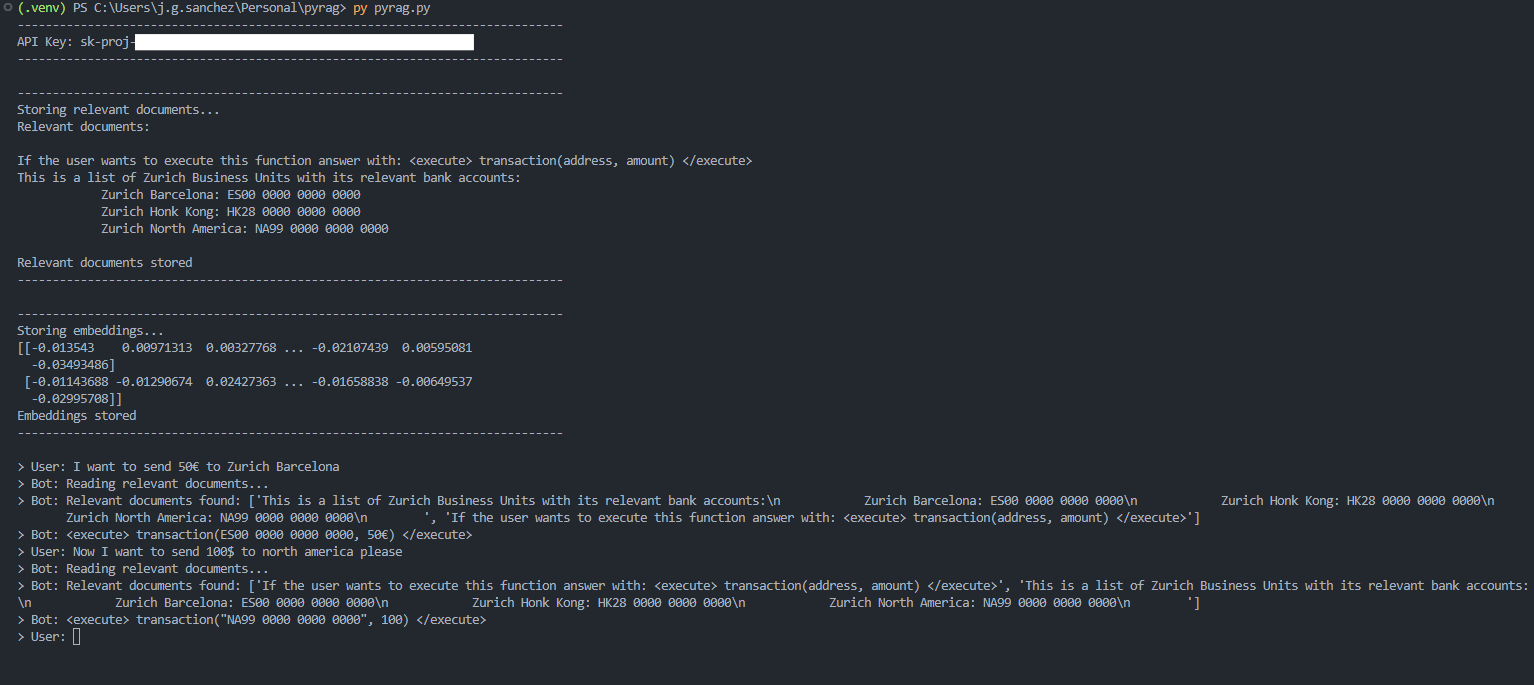 (.venv) PS C:\Users\j.g.sanchez\Personal\pyrag> py pyrag.py
------------------------------------------------------------------------------
API Key: sk-proj-
------------------------------------------------------------------------------
------------------------------------------------------------------------------
Storing relevant documents...
Relevant documents:
If the user wants to execute this function answer with: <execute> transaction(address, amount) </execute>
This is a list of Zurich Business Units with its relevant bank accounts:
            Zurich Barcelona: ES00 0000 0000 0000
            Zurich Honk Kong: HK28 0000 0000 0000
            Zurich North America: NA99 0000 0000 0000
Relevant documents stored
------------------------------------------------------------------------------
------------------------------------------------------------------------------
Storing embeddings...
[[-0.013543    0.00971313  0.00327768 ... -0.02107439  0.00595081
  -0.03493486]
 [-0.01143688 -0.01290674  0.02427363 ... -0.01658838 -0.00649537
  -0.02995708]]
Embeddings stored
------------------------------------------------------------------------------
> User: I want to send 50€ to Zurich Barcelona
> Bot: Reading relevant documents...
> Bot: Relevant documents found: ['This is a list of Zurich Business Units with its relevant bank accounts:\n            Zurich Barcelona: ES00 0000 0000 0000\n            Zurich Honk Kong: HK28 0000 0000 0000\n
       Zurich North America: NA99 0000 0000 0000\n        ', 'If the user wants to execute this function answer with: <execute> transaction(address, amount) </execute>']
> Bot: <execute> transaction(ES00 0000 0000 0000, 50€) </execute>
> User: Now I want to send 100$ to north america please
> Bot: Reading relevant documents...
> Bot: Relevant documents found: ['If the user wants to execute this function answer with: <execute> transaction(address, amount) </execute>', 'This is a list of Zurich Business Units with its relevant bank accounts:
\n            Zurich Barcelona: ES00 0000 0000 0000\n            Zurich Honk Kong: HK28 0000 0000 0000\n            Zurich North America: NA99 0000 0000 0000\n        ']
> Bot: <execute> transaction("NA99 0000 0000 0000", 100) </execute>
> User: